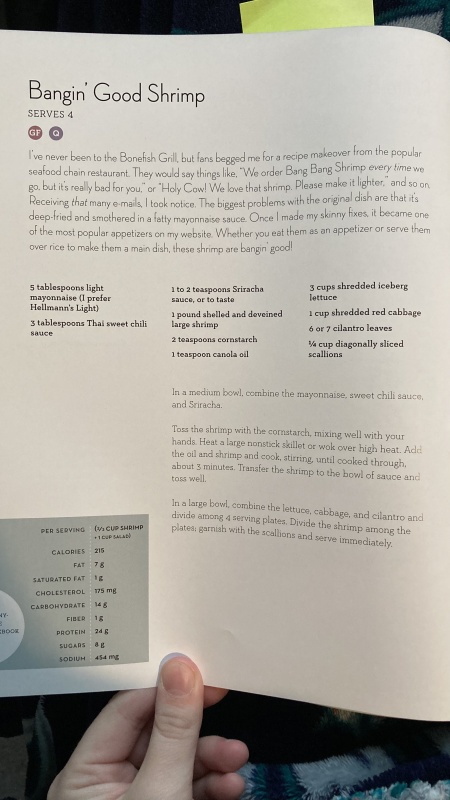 Bangin' Good Shrimp
SERVES 4
GF Q
I've never been to the Bonefish Grill, but fans begged me for a recipe makeover from the popular
seafood chain restaurant. They would say things like, "We order Bang Bang Shrimp every time we
go, but it's really bad for you," or "Holy Cow! We love that shrimp. Please make it lighter," and so on.
Receiving that many e-mails, I took notice. The biggest problems with the original dish are that it's
deep-fried and smothered in a fatty mayonnaise sauce. Once I made my skinny fixes, it became one
of the most popular appetizers on my website. Whether you eat them as an appetizer or serve them
over rice to make them a main dish, these shrimp are bangin' good!
5 tablespoons light
mayonnaise (I prefer
Hellmann's Light)
3 tablespoons Thai sweet chili
sauce
1 to 2 teaspoons Sriracha
sauce, or to taste
1 pound shelled and deveined
large shrimp
2 teaspoons cornstarch
1 teaspoon canola oil
3 cups shredded iceberg
lettuce
1 cup shredded red cabbage
6 or 7 cilantro leaves
¼ cup diagonally sliced
scallions
In a medium bowl, combine the mayonnaise, sweet chili sauce,
and Sriracha.
Toss the shrimp with the cornstarch, mixing well with your
hands. Heat a large nonstick skillet or wok over high heat. Add
the oil and shrimp and cook, stirring, until cooked through,
about 3 minutes. Transfer the shrimp to the bowl of sauce and
toss well.
In a large bowl, combine the lettuce, cabbage, and cilantro and
divide among 4 serving plates. Divide the shrimp among the
plates; garnish with the scallions and serve immediately.
PER SERVING (½ CUP SHRIMP
+ 1 CUP SALAD)
CALORIES 215
FAT 7 g
SATURATED FAT 1 g
CHOLESTEROL 175 mg
CARBOHYDRATE 14 g
FIBER 1 g
PROTEIN 24 g
SUGARS 8 g
SODIUM 454 mg